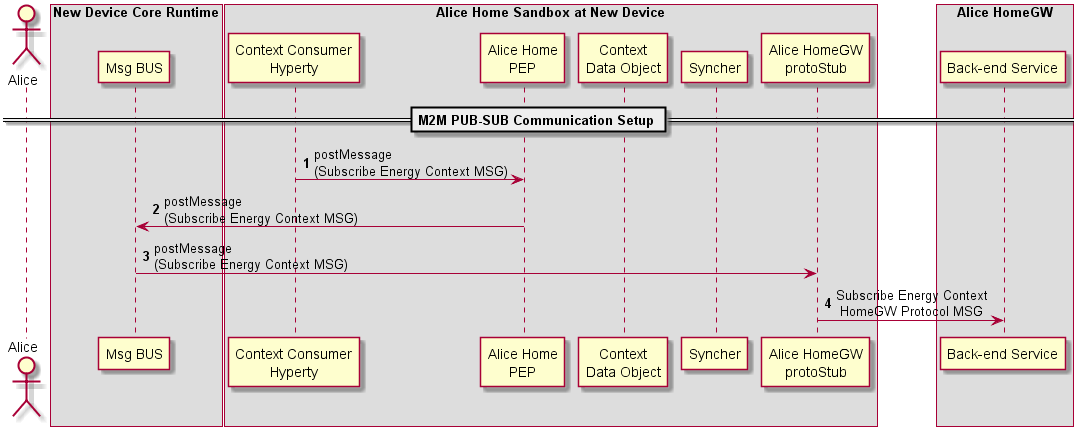 New Device Core Runtime
Alice Home Sandbox at New Device
Alice HomeGW
Alice
Msg BUS
Context Consumer
Hyperty
Alice Home
PEP
Context
Data Object
Syncher
Alice HomeGW
protoStub
Back-end Service
M2M PUB-SUB Communication Setup
1 postMessage
(Subscribe Energy Context MSG)
2 postMessage
(Subscribe Energy Context MSG)
3 postMessage
(Subscribe Energy Context MSG)
4 Subscribe Energy Context
HomeGW Protocol MSG
Alice
Msg BUS
Context Consumer
Hyperty
Alice Home
PEP
Context
Data Object
Syncher
Alice HomeGW
protoStub
Back-end Service